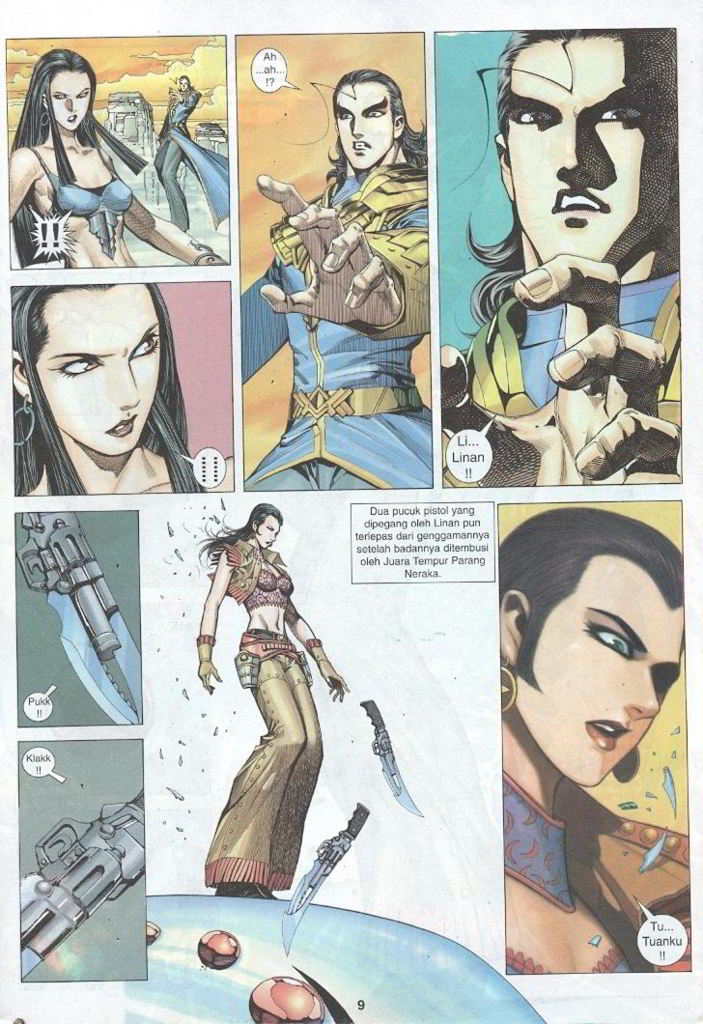 !!
Ah
...ah...
!?
Li...
Linan
!!
!!!!
Dua pucuk pistol yang
dipegang oleh Linan pun
terlepas dari genggamannya
setelah badannya ditembusi
oleh Juara Tempur Parang
Neraka.
Pukk
!!
Klakk
!!
Tu...
Tuanku
!!
9